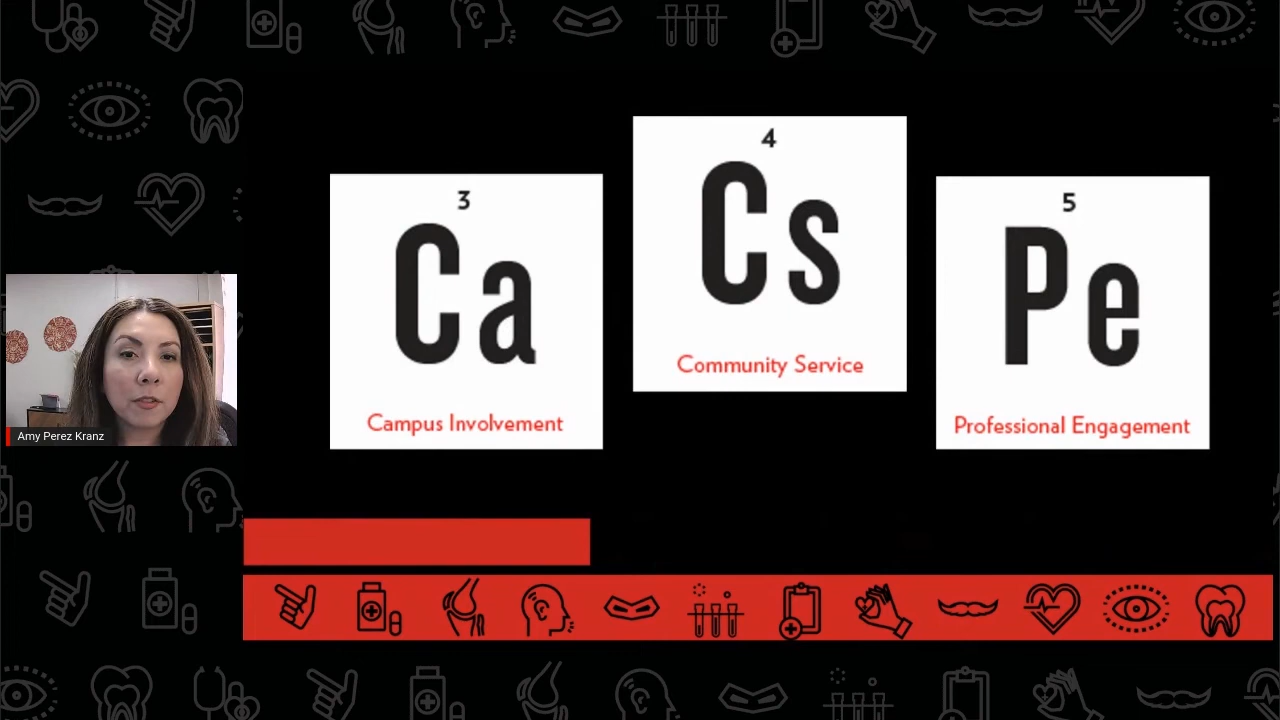 3
Ca
Campus Involvement
4
Cs
Community Service
5
Pe
Professional Engagement
Amy Perez Kranz